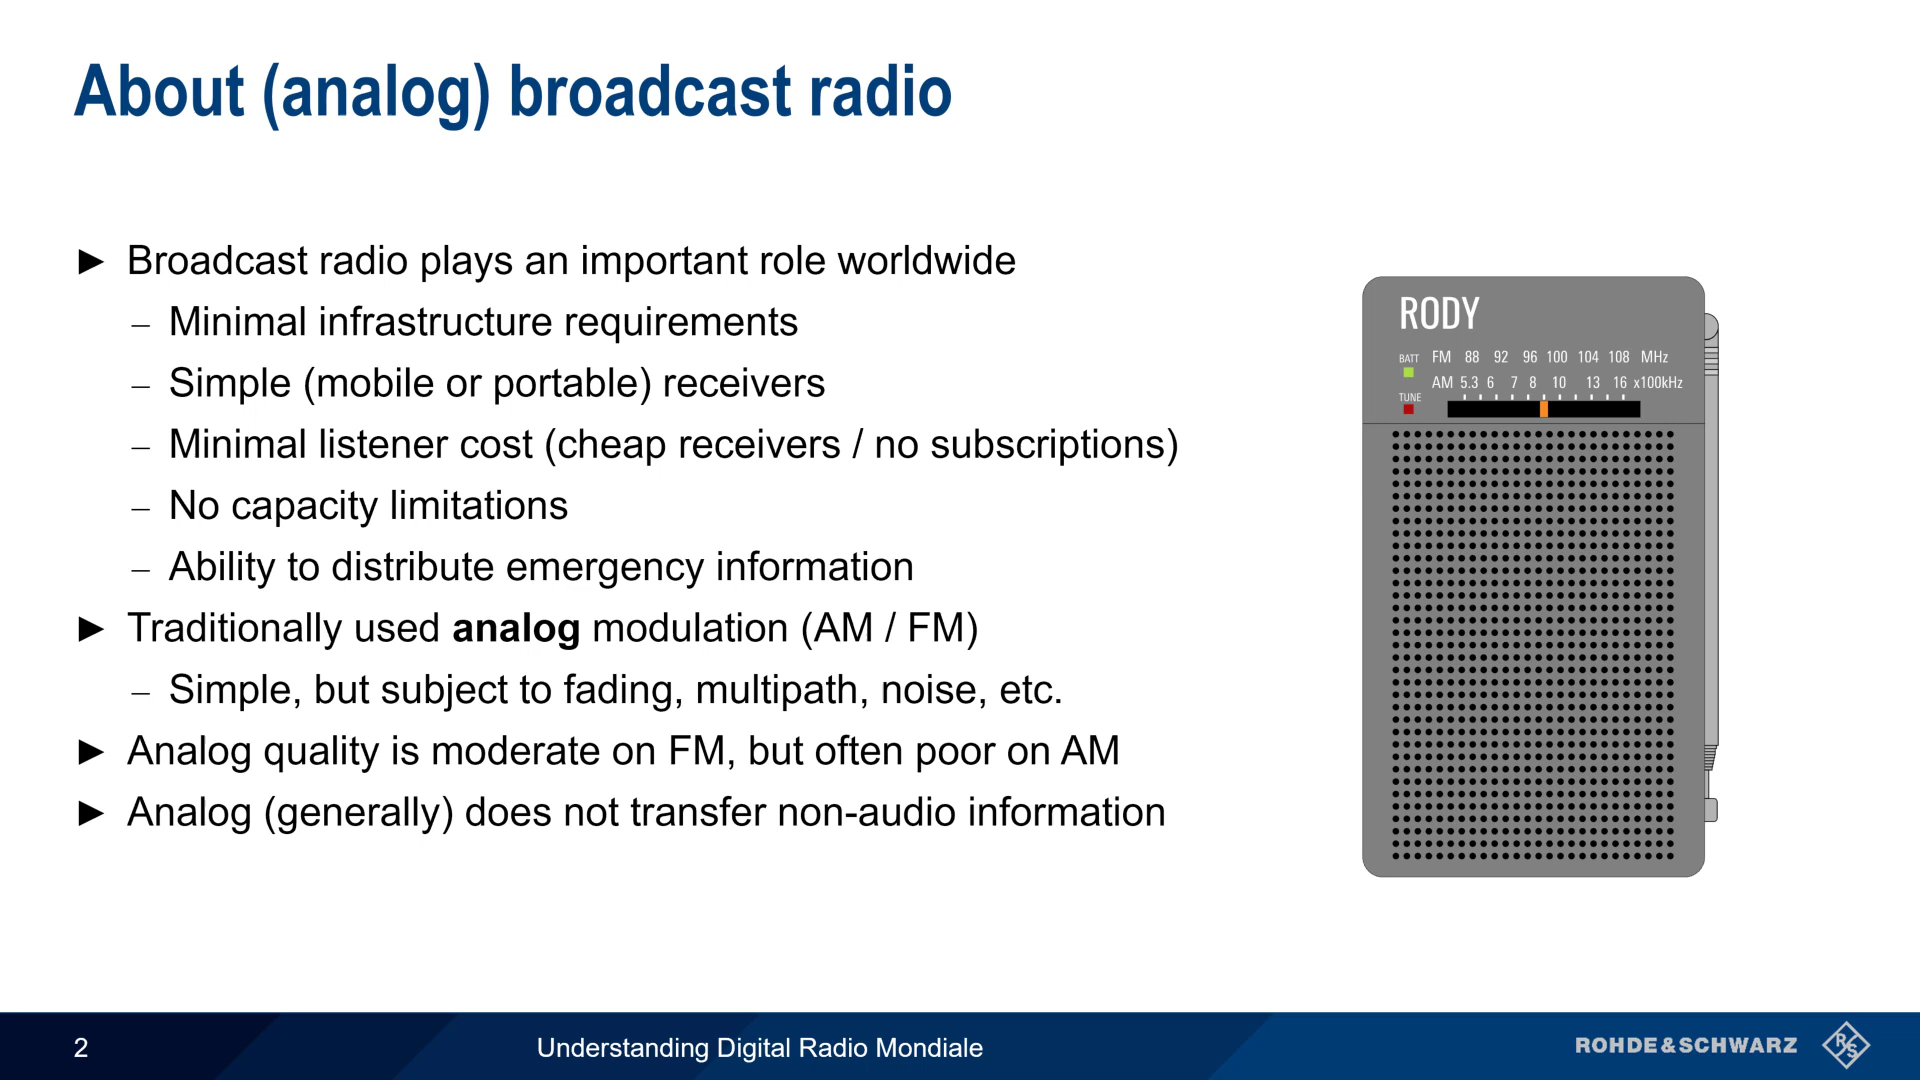 About (analog) broadcast radio
► Broadcast radio plays an important role worldwide
– Minimal infrastructure requirements
– Simple (mobile or portable) receivers
– Minimal listener cost (cheap receivers / no subscriptions)
– No capacity limitations
– Ability to distribute emergency information
► Traditionally used analog modulation (AM / FM)
– Simple, but subject to fading, multipath, noise, etc.
► Analog quality is moderate on FM, but often poor on AM
► Analog (generally) does not transfer non-audio information
RODY
BATT FM 88 92 96 100 104 108 MHz
AM 5.3 6 7 8 10 13 16 x100kHz
TUNE
2
Understanding Digital Radio Mondiale
ROHDE&SCHWARZ
R&S